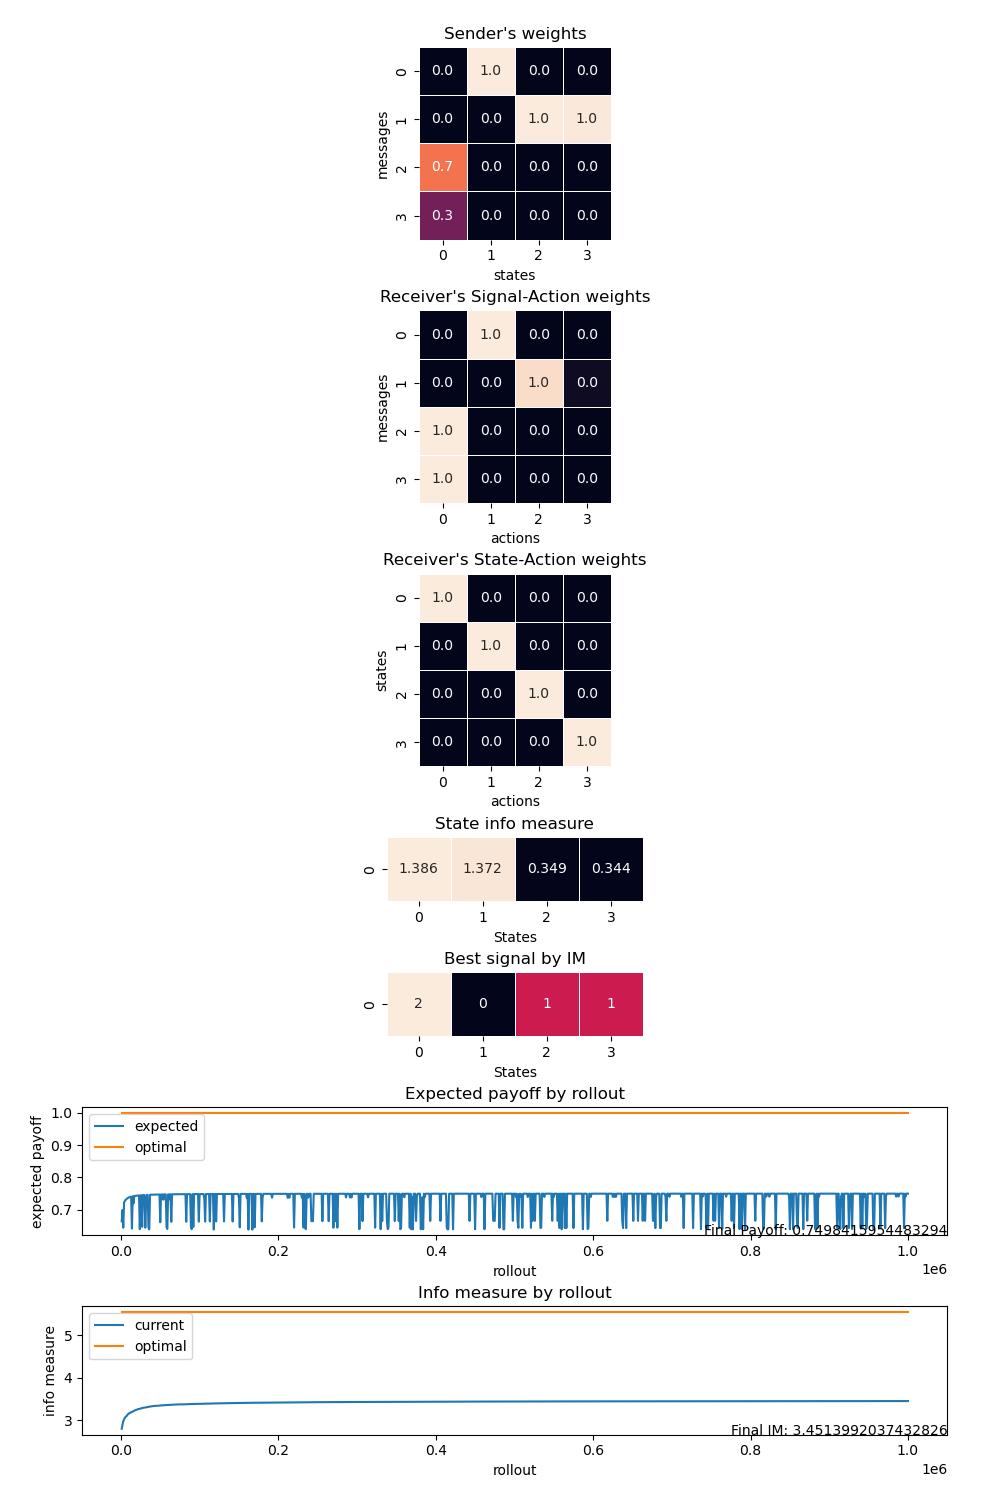 Sender's weights
messages
0 0.0 1.0 0.0 0.0
1 0.0 0.0 1.0 1.0
2 0.7 0.0 0.0 0.0
3 0.3 0.0 0.0 0.0
0 1 2 3
states
Receiver's Signal-Action weights
messages
0 0.0 1.0 0.0 0.0
1 0.0 0.0 1.0 0.0
2 1.0 0.0 0.0 0.0
3 1.0 0.0 0.0 0.0
0 1 2 3
actions
Receiver's State-Action weights
states
0 1.0 0.0 0.0 0.0
1 0.0 1.0 0.0 0.0
2 0.0 0.0 1.0 0.0
3 0.0 0.0 0.0 1.0
0 1 2 3
actions
State info measure
0 1.386 1.372 0.349 0.344
0 1 2 3
States
Best signal by IM
0 2 0 1 1
0 1 2 3
States
Expected payoff by rollout
expected payoff
1.0
0.9
0.8
0.7
expected
optimal
Final Payoff: 0.7498415954483294
0.0 0.2 0.4 0.6 0.8 1.0
1e6
rollout
Info measure by rollout
info measure
5
4
3
current
optimal
Final IM: 3.4513992037432826
0.0 0.2 0.4 0.6 0.8 1.0
1e6
rollout